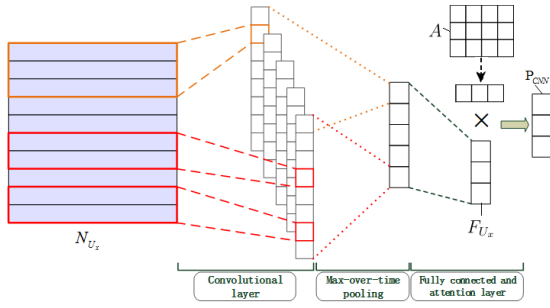 A
P_CNN
×
N_{U_x}
F_{U_x}
Convolutional
layer
Max-over-time
pooling
Fully connected and
attention layer